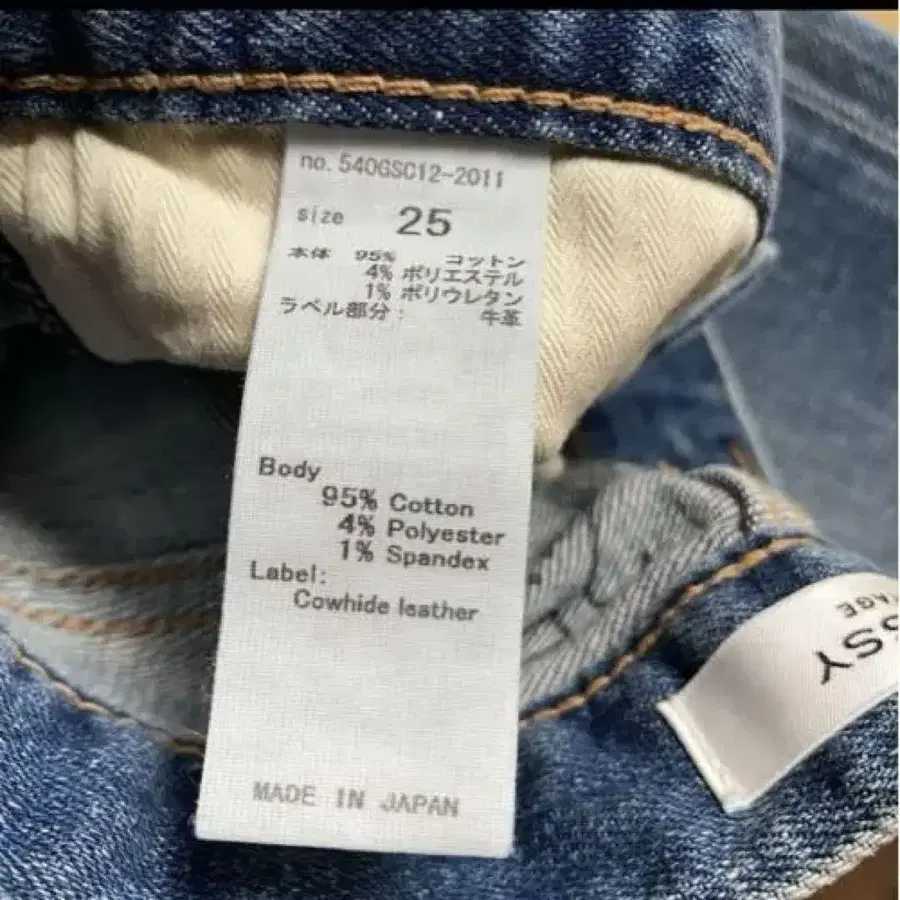 no. 540GSC12-2011
size 25
本体 95% コットン
4% ポリエステル
1% ポリウレタン
ラベル部分: 牛革
Body
95% Cotton
4% Polyester
1% Spandex
Label:
Cowhide leather
MADE IN JAPAN
SSY
AGE